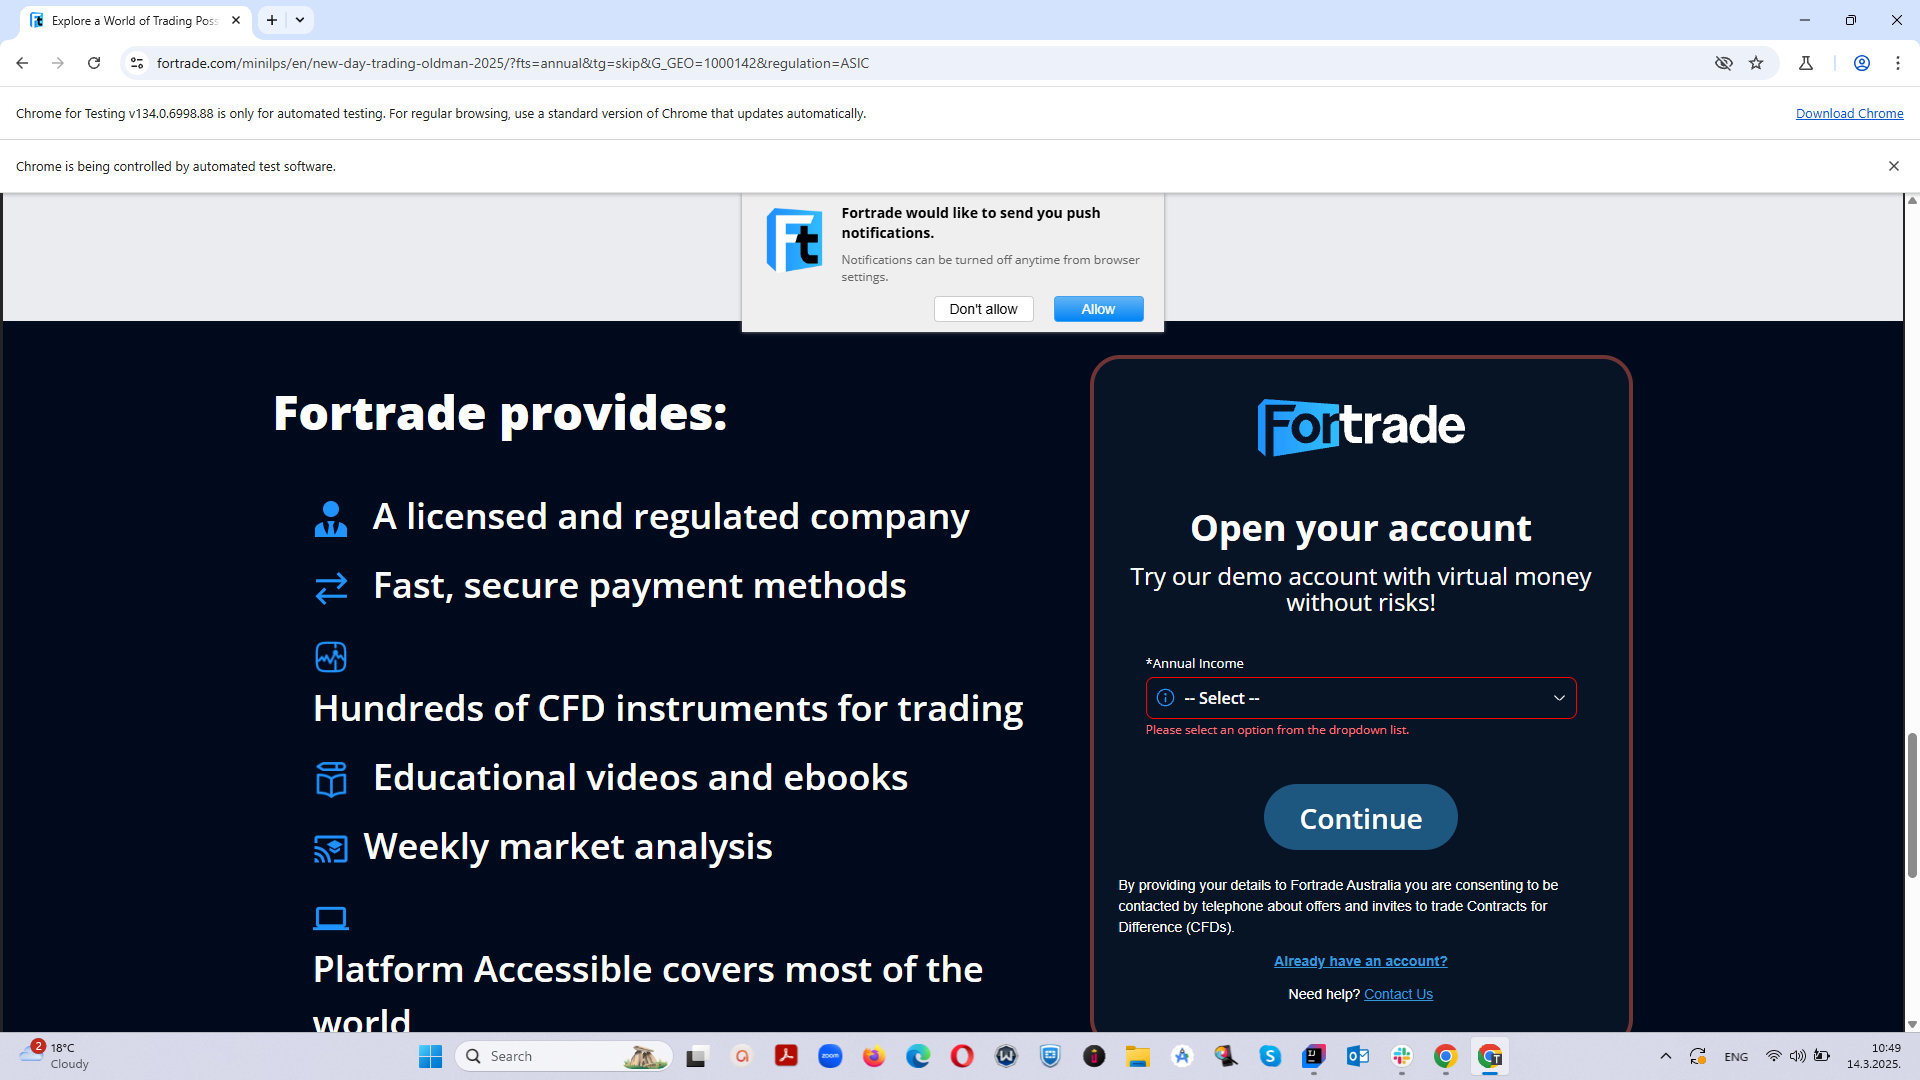 Explore a World of Trading Poss
fortrade.com/minilps/en/new-day-trading-oldman-2025/?fts=annual&tg=skip&G_GEO=1000142&regulation=ASIC
Chrome for Testing v134.0.6998.88 is only for automated testing. For regular browsing, use a standard version of Chrome that updates automatically.
Download Chrome
Chrome is being controlled by automated test software.
Ft
Fortrade would like to send you push
notifications.
Notifications can be turned off anytime from browser
settings.
Don't allow
Allow
Fortrade provides:
A licensed and regulated company
Fast, secure payment methods
Hundreds of CFD instruments for trading
Educational videos and ebooks
Weekly market analysis
Platform Accessible covers most of the
world
Fortrade
Open your account
Try our demo account with virtual money
without risks!
*Annual Income
-- Select --
Please select an option from the dropdown list.
Continue
By providing your details to Fortrade Australia you are consenting to be
contacted by telephone about offers and invites to trade Contracts for
Difference (CFDs).
Already have an account?
Need help? Contact Us
2
18°C
Cloudy
Search
zoom
ENG
10:49
14.3.2025.